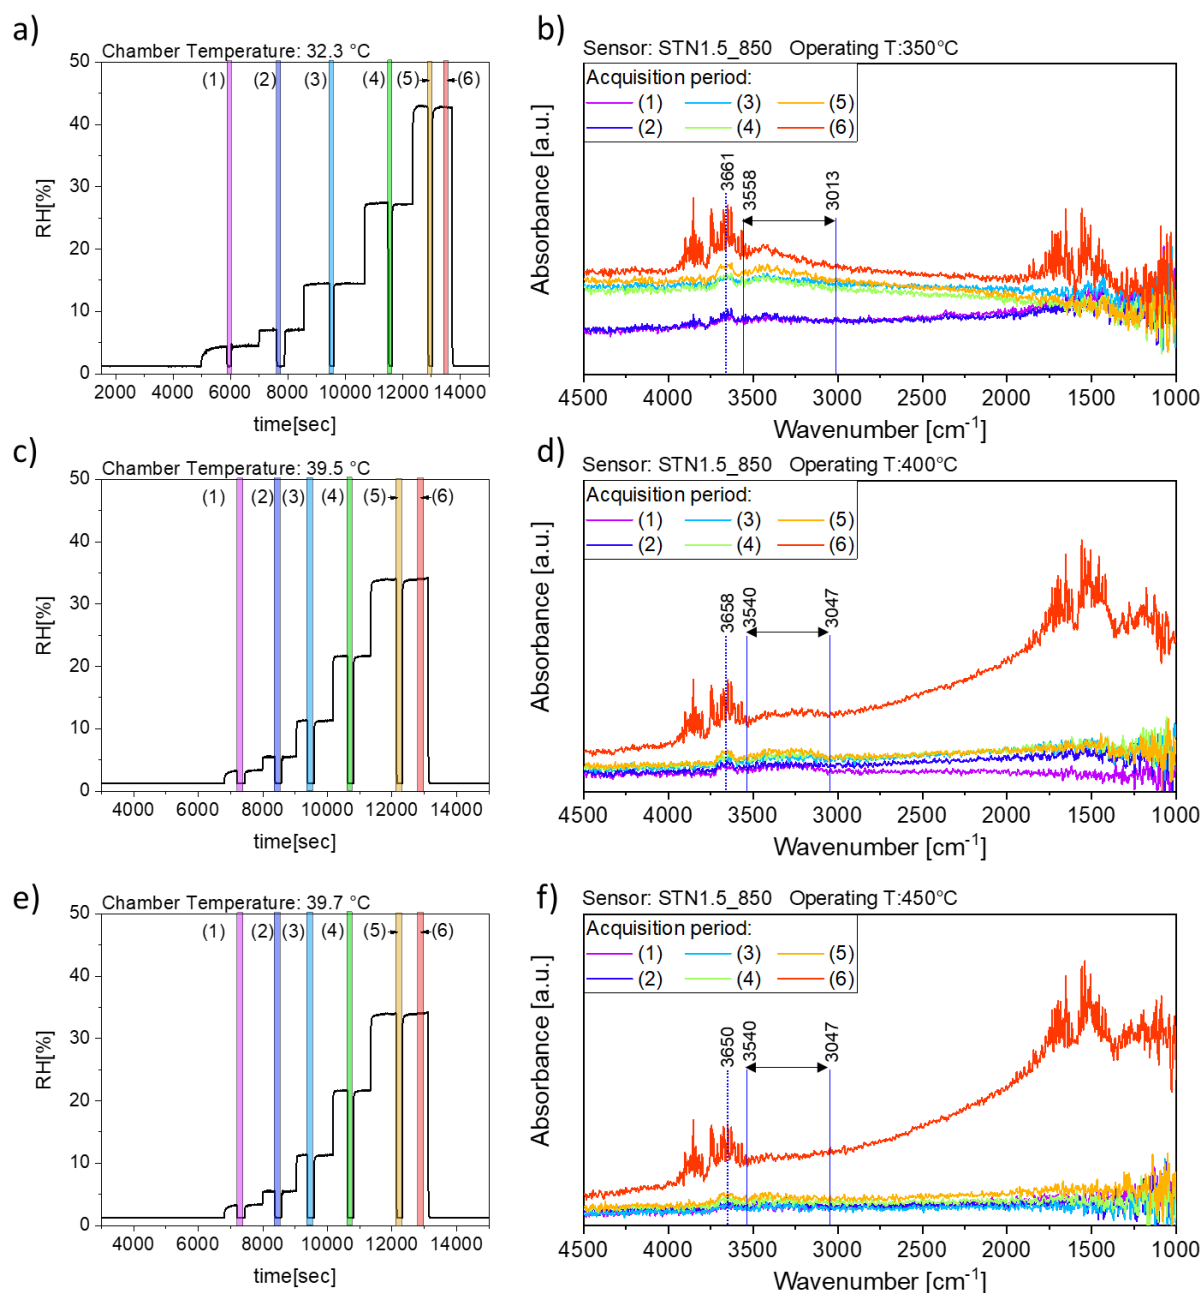 a)
Chamber Temperature: 32.3 °C
50
40
30
20
10
0
RH[%]
(1) (2) (3) (4) (5) (6)
2000 4000 6000 8000 10000 12000 14000
time[sec]
b)
Sensor: STN1.5_850 Operating T:350°C
Acquisition period:
(1) (3) (5)
(2) (4) (6)
3661
3558
3013
Absorbance [a.u.]
4500 4000 3500 3000 2500 2000 1500 1000
Wavenumber [cm⁻¹]
c)
Chamber Temperature: 39.5 °C
50
40
30
20
10
0
RH[%]
(1) (2) (3) (4) (5) (6)
4000 6000 8000 10000 12000 14000
time[sec]
d)
Sensor: STN1.5_850 Operating T:400°C
Acquisition period:
(1) (3) (5)
(2) (4) (6)
3658
3540
3047
Absorbance [a.u.]
4500 4000 3500 3000 2500 2000 1500 1000
Wavenumber [cm⁻¹]
e)
Chamber Temperature: 39.7 °C
50
40
30
20
10
0
RH[%]
(1) (2) (3) (4) (5) (6)
4000 6000 8000 10000 12000 14000
time[sec]
f)
Sensor: STN1.5_850 Operating T:450°C
Acquisition period:
(1) (3) (5)
(2) (4) (6)
3650
3540
3047
Absorbance [a.u.]
4500 4000 3500 3000 2500 2000 1500 1000
Wavenumber [cm⁻¹]